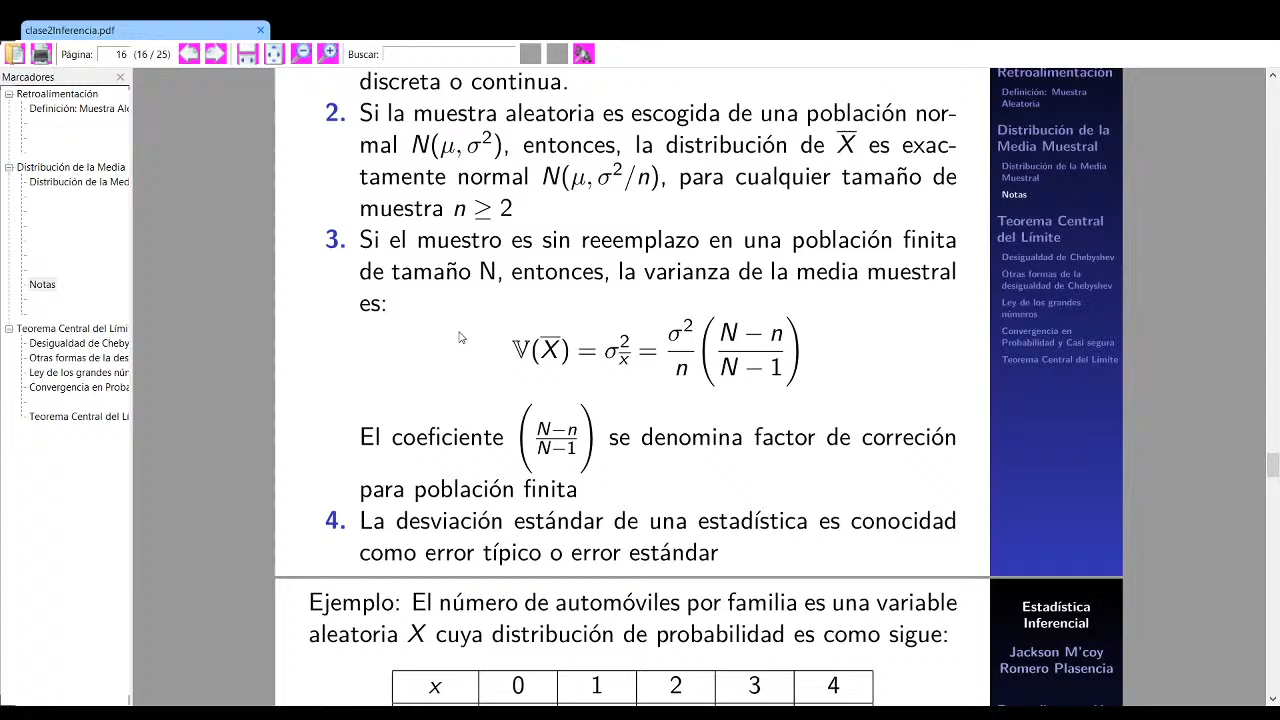 clase2Inferencia.pdf ×
Página: 16 (16 / 25) Buscar:
Marcadores ×
Retroalimentación
Definición: Muestra Ale
Distribución de la Me
Distribución de la Med
Notas
Teorema Central del Lími
Desigualdad de Chebysh
Otras formas de la des
Ley de los grandes núm
Convergencia en Proba
Teorema Central del Lí
discreta o continua.
2. Si la muestra aleatoria es escogida de una población nor-
mal N(μ, σ²), entonces, la distribución de X̅ es exac-
tamente normal N(μ, σ²/n), para cualquier tamaño de
muestra n ≥ 2
3. Si el muestro es sin reeemplazo en una población finita
de tamaño N, entonces, la varianza de la media muestral
es:
𝕍(X̅) = σ²_x̅ = σ²/n ((N − n)/(N − 1))
El coeficiente ((N−n)/(N−1)) se denomina factor de correción
para población finita
4. La desviación estándar de una estadística es conocidad
como error típico o error estándar
Ejemplo: El número de automóviles por familia es una variable
aleatoria X cuya distribución de probabilidad es como sigue:
x 0 1 2 3 4
Retroalimentación
Definición: Muestra
Aleatoria
Distribución de la
Media Muestral
Distribución de la Media
Muestral
Notas
Teorema Central
del Límite
Desigualdad de Chebyshev
Otras formas de la
desigualdad de Chebyshev
Ley de los grandes
números
Convergencia en
Probabilidad y Casi segura
Teorema Central del Límite
Estadística
Inferencial
Jackson M'coy
Romero Plasencia